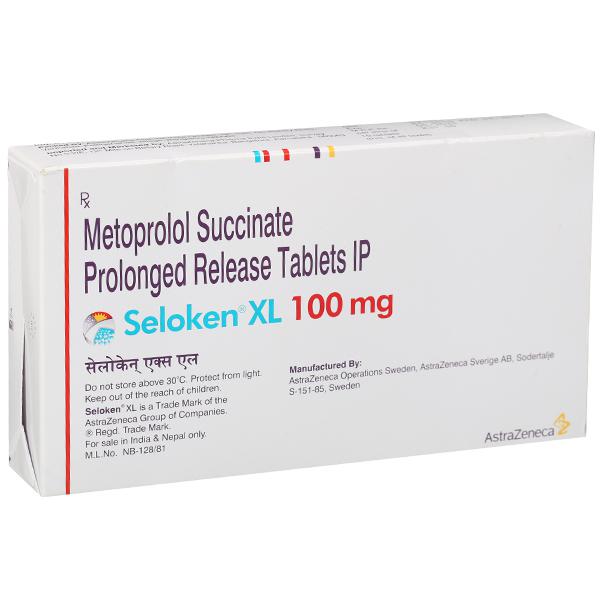 Rx
Metoprolol Succinate
Prolonged Release Tablets IP
Seloken® XL 100 mg
सेलोकेन् एक्स एल
Do not store above 30°C. Protect from light.
Keep out of the reach of children.
Seloken® XL is a Trade Mark of the
AstraZeneca Group of Companies.
® Regd. Trade Mark.
For sale in India & Nepal only.
M.L.No. NB-128/81
Manufactured By:
AstraZeneca Operations Sweden, AstraZeneca Sverige AB, Sodertalje
S-151-85, Sweden
AstraZeneca